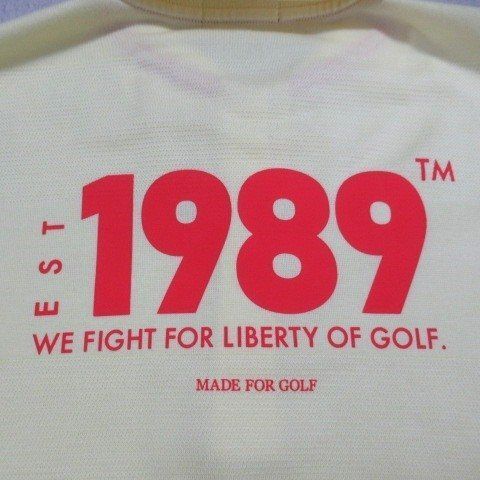 EST 1989™
WE FIGHT FOR LIBERTY OF GOLF.
MADE FOR GOLF